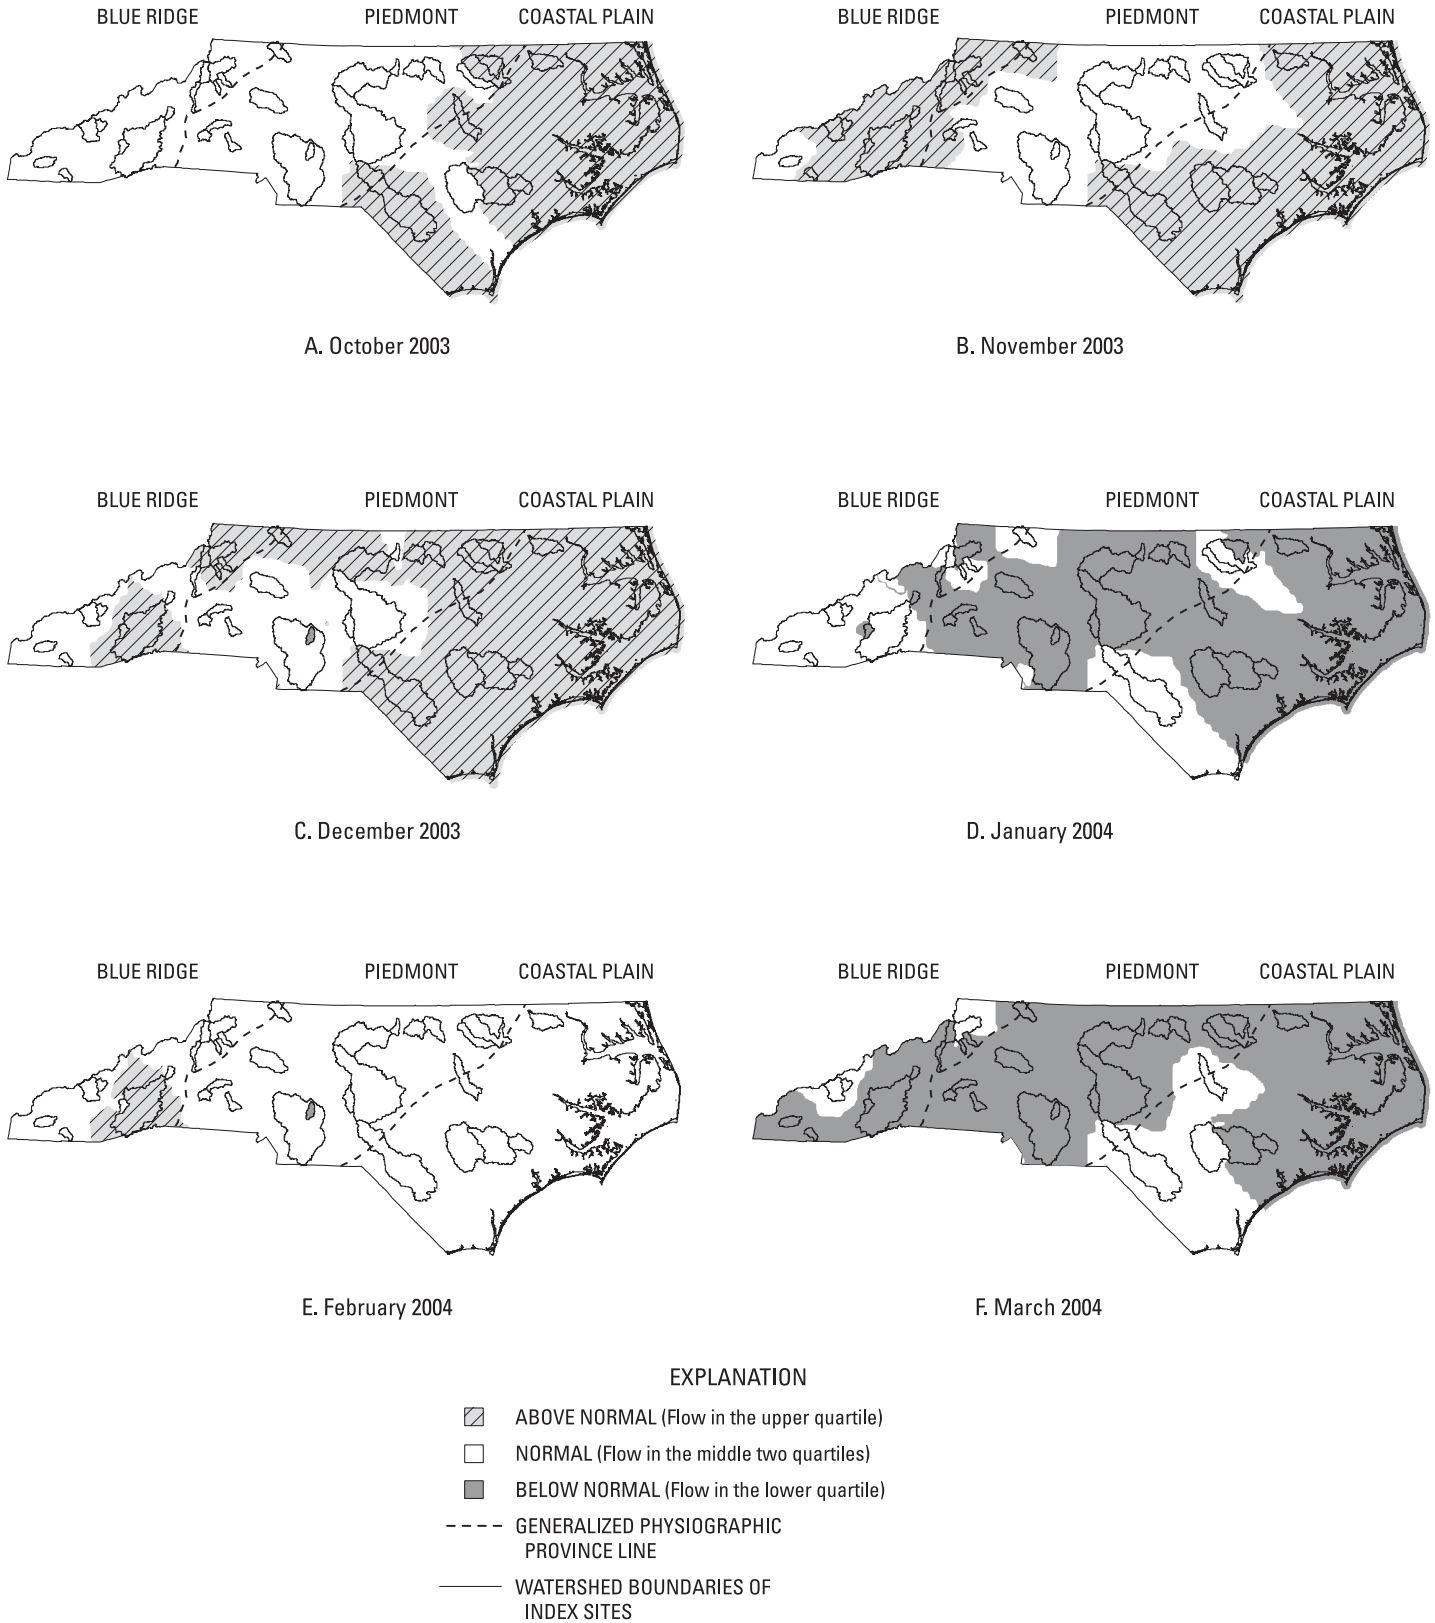 BLUE RIDGE PIEDMONT COASTAL PLAIN
BLUE RIDGE PIEDMONT COASTAL PLAIN
A. October 2003
B. November 2003
BLUE RIDGE PIEDMONT COASTAL PLAIN
BLUE RIDGE PIEDMONT COASTAL PLAIN
C. December 2003
D. January 2004
BLUE RIDGE PIEDMONT COASTAL PLAIN
BLUE RIDGE PIEDMONT COASTAL PLAIN
E. February 2004
F. March 2004
EXPLANATION
ABOVE NORMAL (Flow in the upper quartile)
NORMAL (Flow in the middle two quartiles)
BELOW NORMAL (Flow in the lower quartile)
GENERALIZED PHYSIOGRAPHIC
PROVINCE LINE
WATERSHED BOUNDARIES OF
INDEX SITES